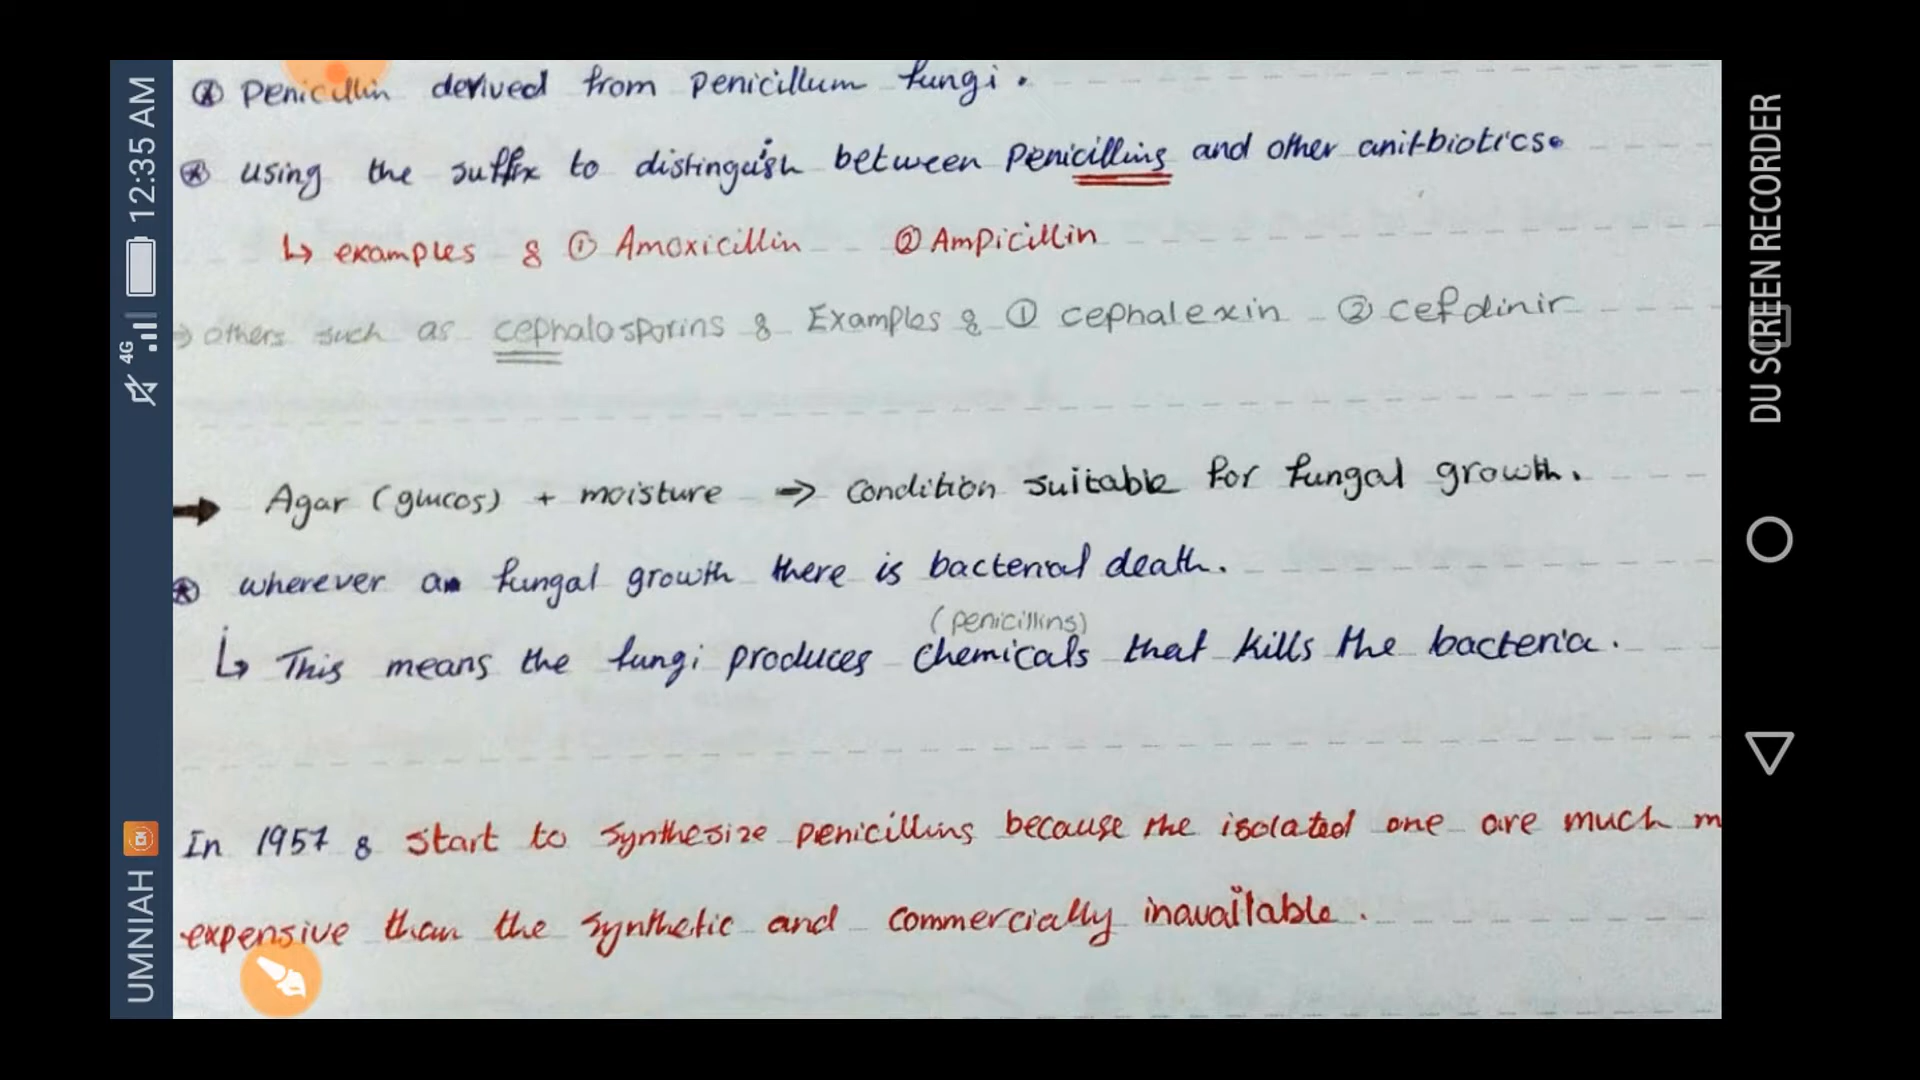 Penicillin derived from Penicillum fungi.
using the suffix to distinguish between Penicillins and other anitbiotics.
↳ examples : ① Amoxicillin ② Ampicillin
→ others such as cephalosporins : Examples : ① cephalexin ② cefdinir
→ Agar (glucos) + moisture → Condition suitable for fungal growth.
wherever a fungal growth there is bacterial death.
(penicillins)
↳ This means the fungi produces chemicals that kills the bacteria.
In 1957 : start to synthesize penicillins because the isolated one are much m
expensive than the synthetic and commercially inavailable.
12:35 AM
4G
UMNIAH
DU SCREEN RECORDER